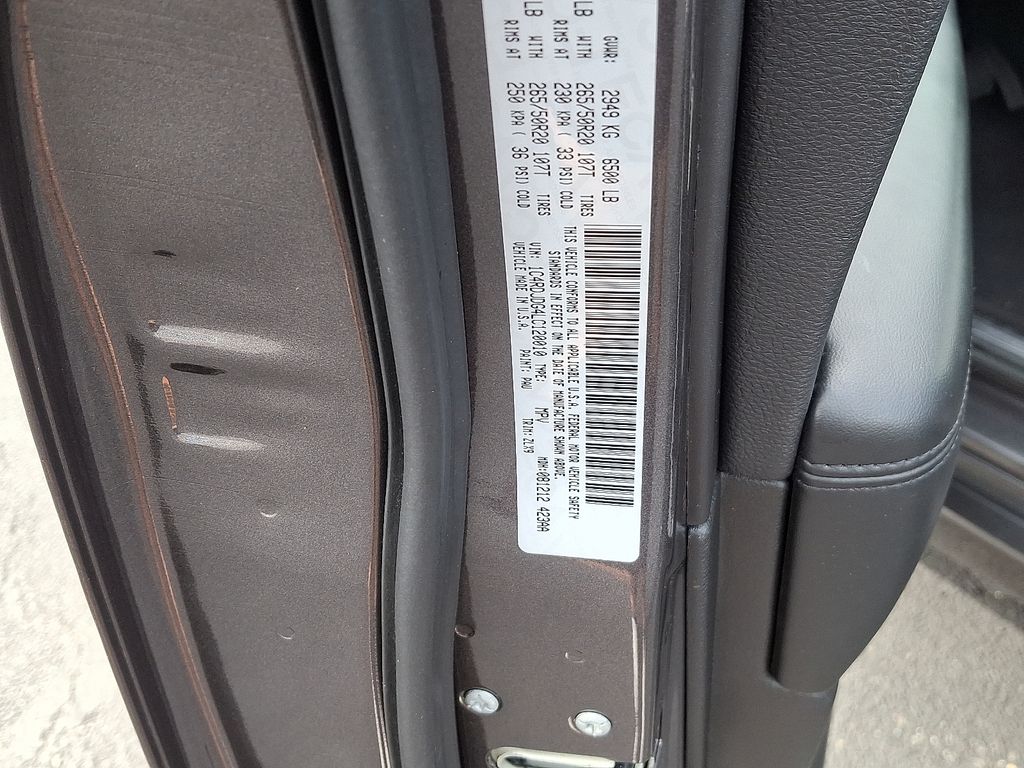 GVWR: 2949 KG 6500 LB
LB WITH 265/50R20 107T TIRES
RIMS AT 230 KPA ( 33 PSI) COLD
LB WITH 265/50R20 107T TIRES
RIMS AT 250 KPA ( 36 PSI) COLD
THIS VEHICLE CONFORMS TO ALL APPLICABLE U.S.A. FEDERAL MOTOR VEHICLE SAFETY
STANDARDS IN EFFECT ON THE DATE OF MANUFACTURE SHOWN ABOVE.
VIN: 1C4RDJDG4LC120010 TYPE: MPV MDH:081212 423AA
VEHICLE MADE IN U.S.A. PAINT: PAU TRIM:ZLX9